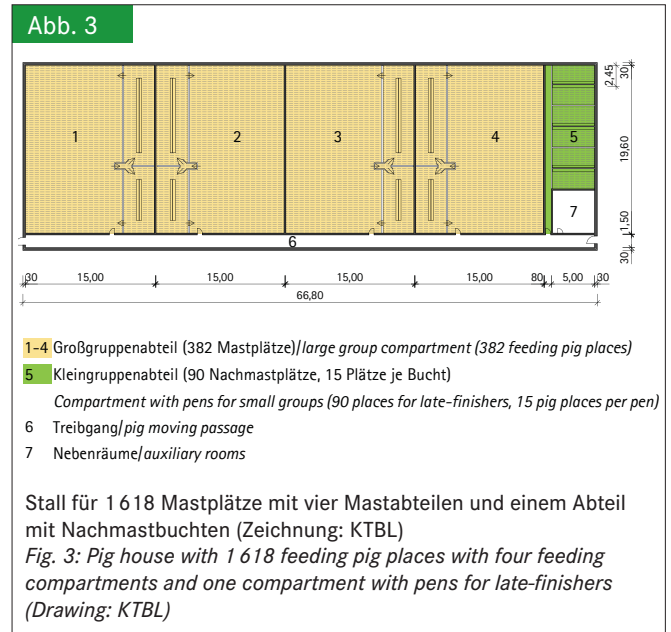 Abb. 3
1
2
3
4
5
6
7
2,45
30
19,60
1,50
30
30
15,00
15,00
15,00
15,00
80
5,00
30
66,80
1-4 Großgruppenabteil (382 Mastplätze)/large group compartment (382 feeding pig places)
5 Kleingruppenabteil (90 Nachmastplätze, 15 Plätze je Bucht)
Compartment with pens for small groups (90 places for late-finishers, 15 pig places per pen)
6 Treibgang/pig moving passage
7 Nebenräume/auxiliary rooms
Stall für 1 618 Mastplätze mit vier Mastabteilen und einem Abteil
mit Nachmastbuchten (Zeichnung: KTBL)
Fig. 3: Pig house with 1 618 feeding pig places with four feeding
compartments and one compartment with pens for late-finishers
(Drawing: KTBL)